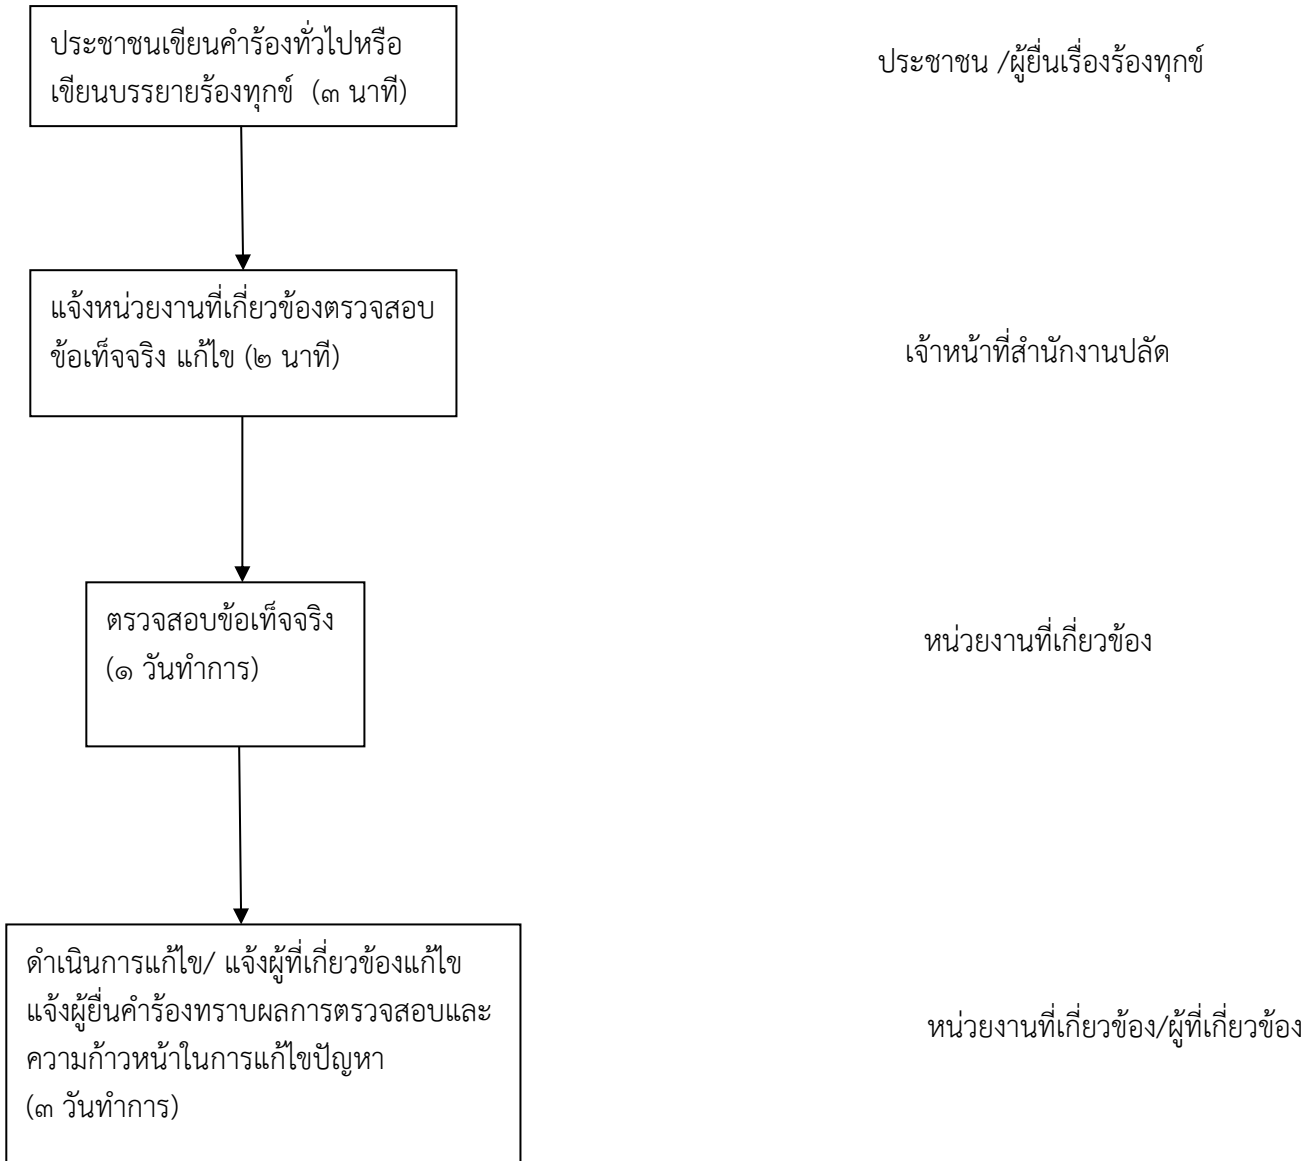 ประชาชนเขียนคำร้องทั่วไปหรือ
เขียนบรรยายร้องทุกข์ (๓ นาที)
ประชาชน /ผู้ยื่นเรื่องร้องทุกข์
แจ้งหน่วยงานที่เกี่ยวข้องตรวจสอบ
ข้อเท็จจริง แก้ไข (๒ นาที)
เจ้าหน้าที่สำนักงานปลัด
ตรวจสอบข้อเท็จจริง
(๑ วันทำการ)
หน่วยงานที่เกี่ยวข้อง
ดำเนินการแก้ไข/ แจ้งผู้ที่เกี่ยวข้องแก้ไข
แจ้งผู้ยื่นคำร้องทราบผลการตรวจสอบและ
ความก้าวหน้าในการแก้ไขปัญหา
(๓ วันทำการ)
หน่วยงานที่เกี่ยวข้อง/ผู้ที่เกี่ยวข้อง